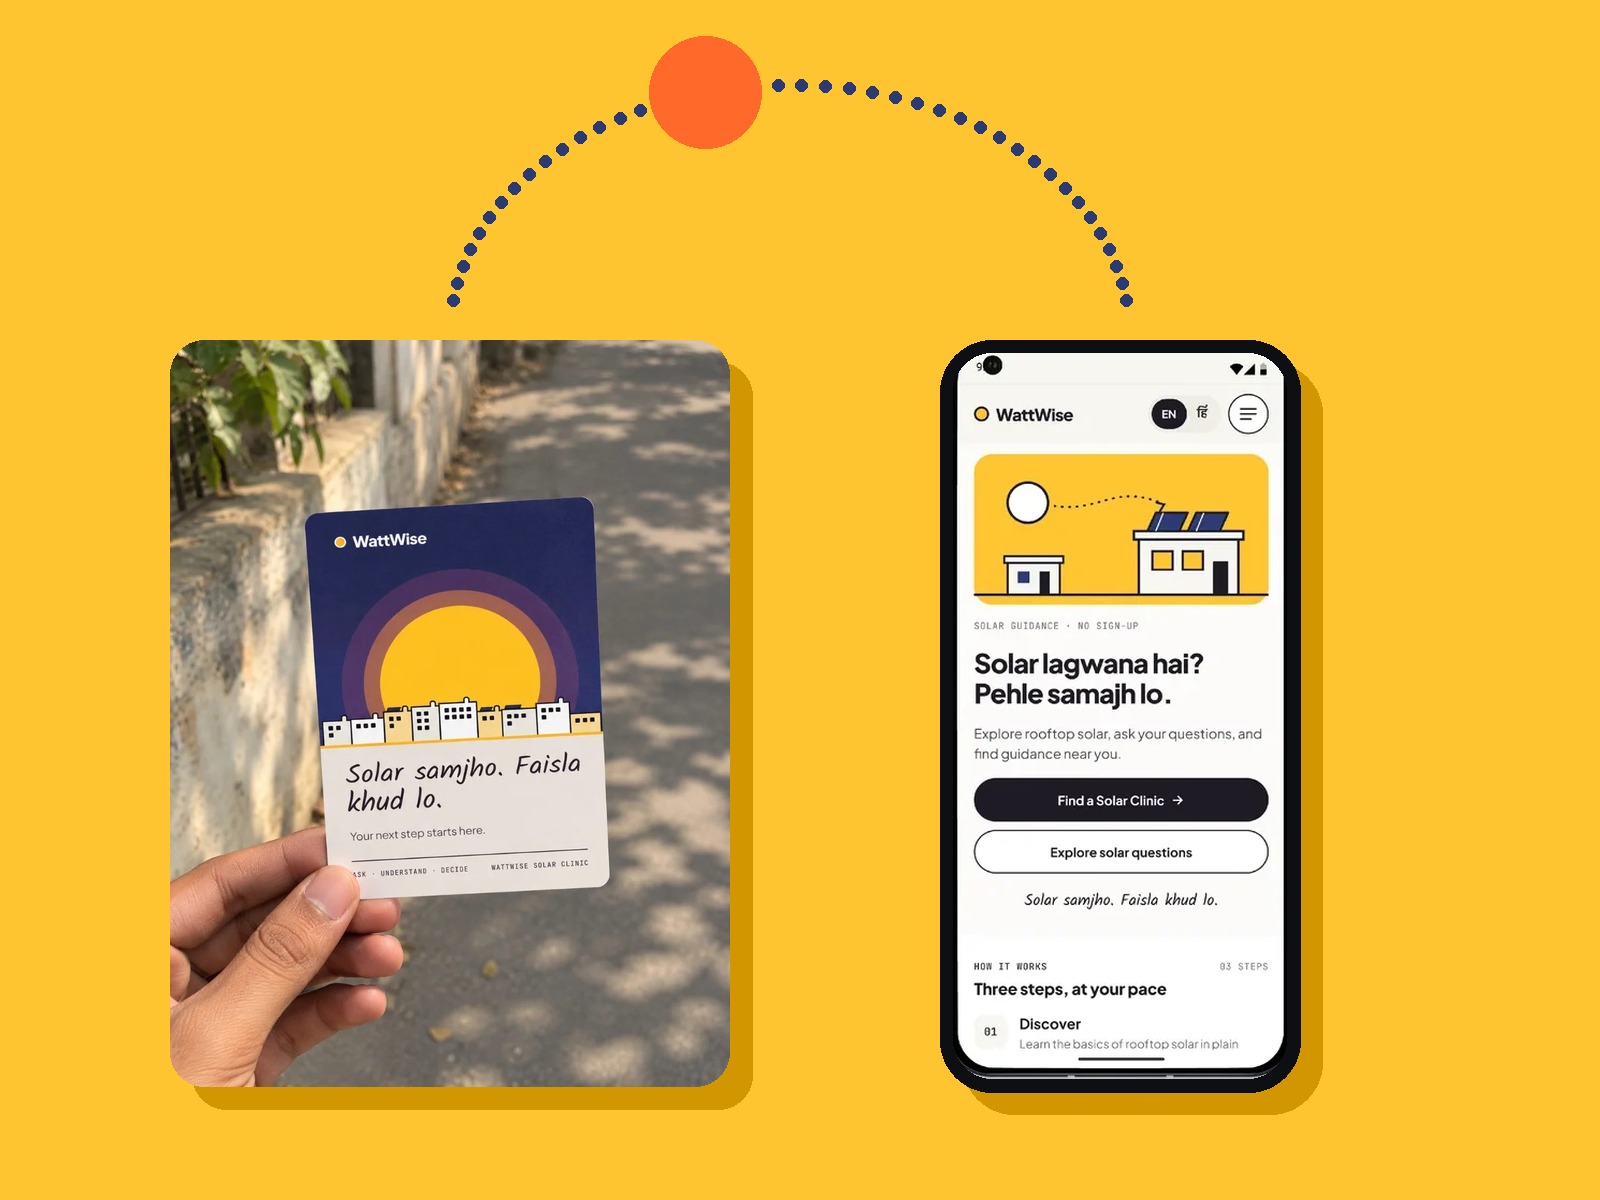 WattWise
Solar samjho. Faisla
khud lo.
Your next step starts here.
ASK · UNDERSTAND · DECIDE
WATTWISE SOLAR CLINIC
WattWise
EN
हिं
SOLAR GUIDANCE · NO SIGN-UP
Solar lagwana hai?
Pehle samajh lo.
Explore rooftop solar, ask your questions, and
find guidance near you.
Find a Solar Clinic →
Explore solar questions
Solar samjho. Faisla khud lo.
HOW IT WORKS
03 STEPS
Three steps, at your pace
01
Discover
Learn the basics of rooftop solar in plain